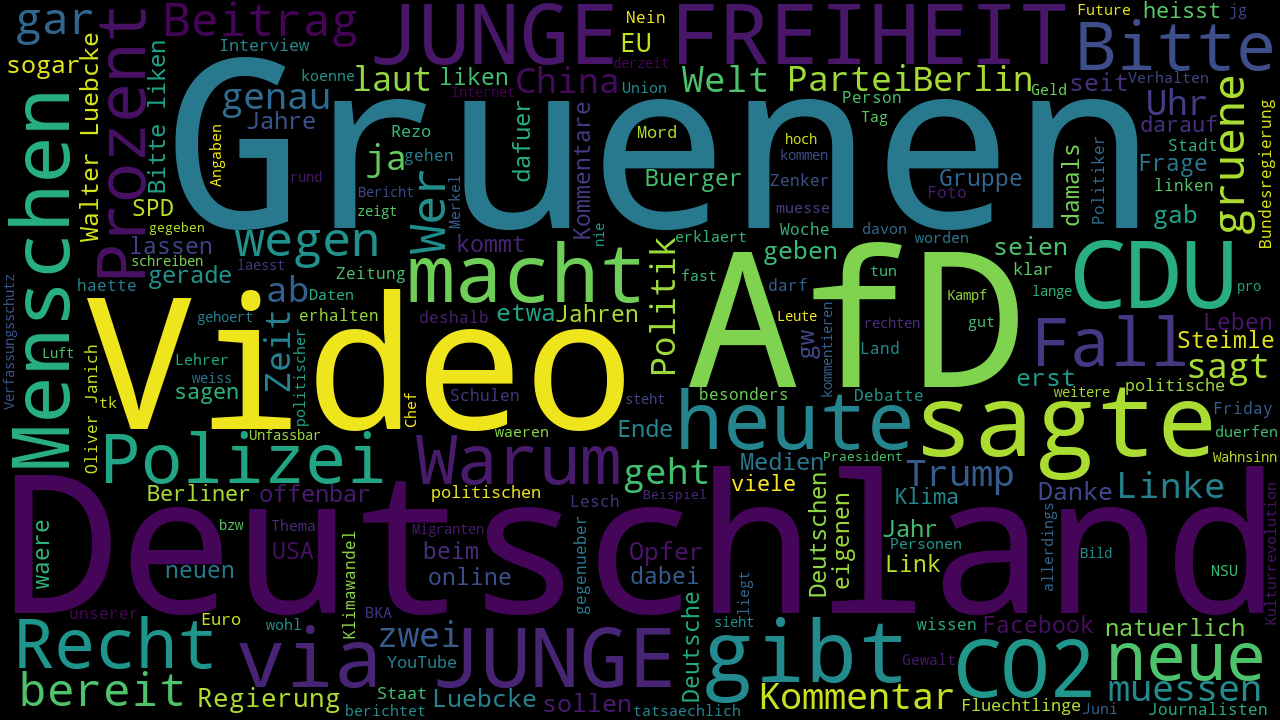 gar
Beitrag
JUNGE FREIHEIT
Nein
Future
heisst
jg
sogar
Prozent
Interview
EU
Bitte
derzeit
Walter Luebcke
Bitte liken
koenne
laut
liken
China
Internet
Union
Welt
ParteiBerlin
Geld
seit
Verhalten
Gruenen
genau
Jahre
Rezo
dafuer
Kommentare
Person
Tag
Uhr
darauf
gruene
Bundesregierung
Menschen
Angaben
ja
gehen
Mord
hoch
kommen
damals
Politiker
Stadt
Frage
rund
Bericht
Merkel
Buerger
Zenker
Gruppe
Foto
linken
SPD
gegeben
zeigt
Wer
nie
muesse
gab
lassen
wegen
kommt
erklaert
Woche
davon
worden
seien
schreiben
laesst
Zeitung
macht
Politik
geben
CDU
gerade
haette
ab
Daten
fast
darf
tun
klar
lange
pro
Verfassungsschutz
Video
gehoert
Zeit
erhalten
deshalb
etwa
Jahren
AfD
Kampf
gut
Leute
gw
kommentieren
rechten
Land
Fall
Leben
Steimle
Luft
Oliver Janich
Lehrer
weiss
politischer
sagen
tk
Chef
Schulen
steht
besonders
Debatte
erst
weitere
sagt
politische
Friday
duerfen
Wahnsinn
Polizei
Unfassbar
Warum
waeren
Ende
heute
sagte
geht
Medien
Praesident
viele
Trump
Berliner
offenbar
politischen
Lesch
Beispiel
Klima
Danke
Linke
Deutschland
waere
bzw
Thema
USA
Migranten
beim
online
gegenueber
Opfer
dabei
Deutschen
eigenen
Jahr
Personen
Link
allerdings
Bild
NSU
Kulturrevolution
neuen
Klimawandel
liegt
unserer
Euro
wohl
BKA
zwei
Deutsche
sieht
wissen
Facebook
natuerlich
Recht
via
JUNGE
gibt
Gewalt
CO2
neue
bereit
YouTube
Regierung
Staat
berichtet
Luebcke
sollen
tatsaechlich
Kommentar
Fluechtlinge
Juni
muessen
Journalisten